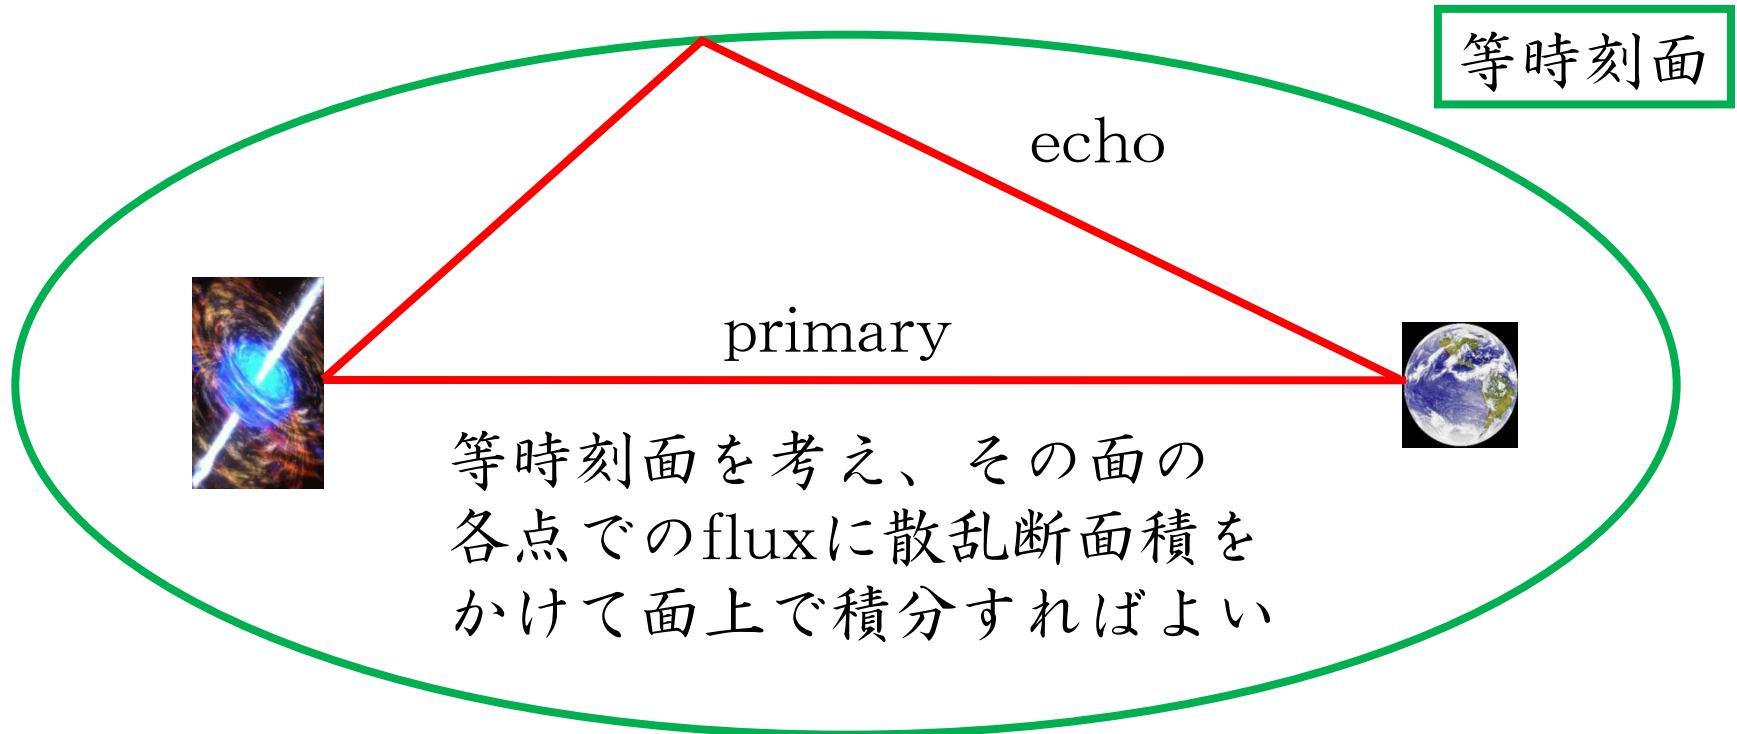 等時刻面
echo
primary
等時刻面を考え、その面の
各点でのfluxに散乱断面積を
かけて面上で積分すればよい